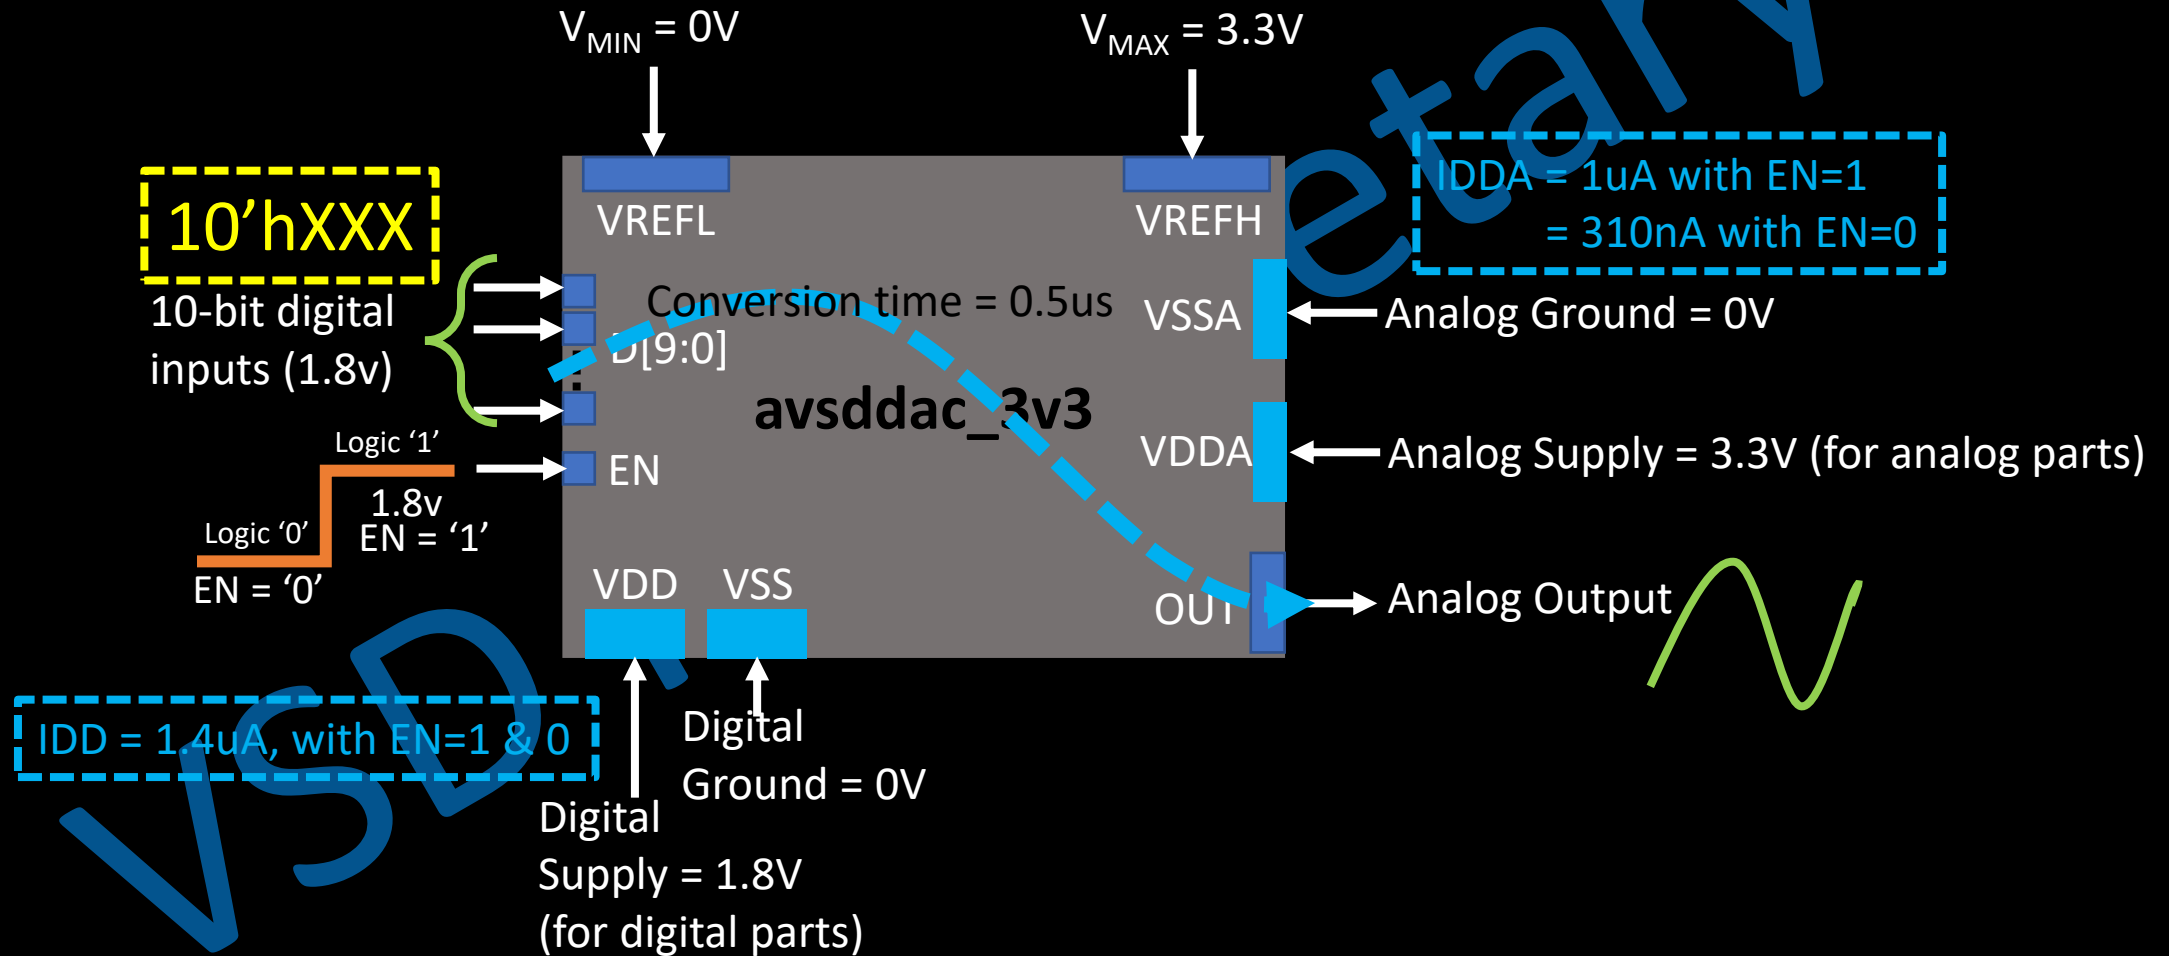 VMIN = 0V
VMAX = 3.3V
10’hXXX
10-bit digital
inputs (1.8v)
VREFL
VREFH
IDDA = 1uA with EN=1
= 310nA with EN=0
Conversion time = 0.5us
D[9:0]
VSSA
Analog Ground = 0V
avsddac_3v3
VDDA
Analog Supply = 3.3V (for analog parts)
Logic ‘1’
1.8v
EN = ‘1’
Logic ‘0’
EN = ‘0’
EN
VDD
VSS
OUT
Analog Output
IDD = 1.4uA, with EN=1 & 0
Digital
Ground = 0V
Digital
Supply = 1.8V
(for digital parts)
VSD
etary